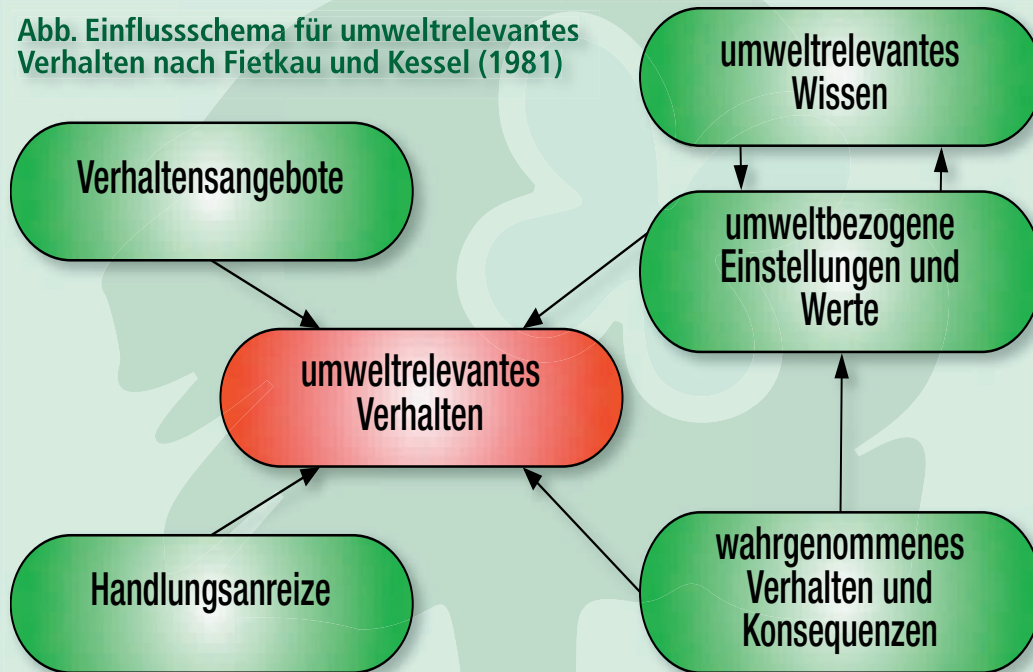 Abb. Einflussschema für umweltrelevantes
Verhalten nach Fietkau und Kessel (1981)
umweltrelevantes
Wissen
Verhaltensangebote
umweltbezogene
Einstellungen und
Werte
umweltrelevantes
Verhalten
Handlungsanreize
wahrgenommenes
Verhalten und
Konsequenzen